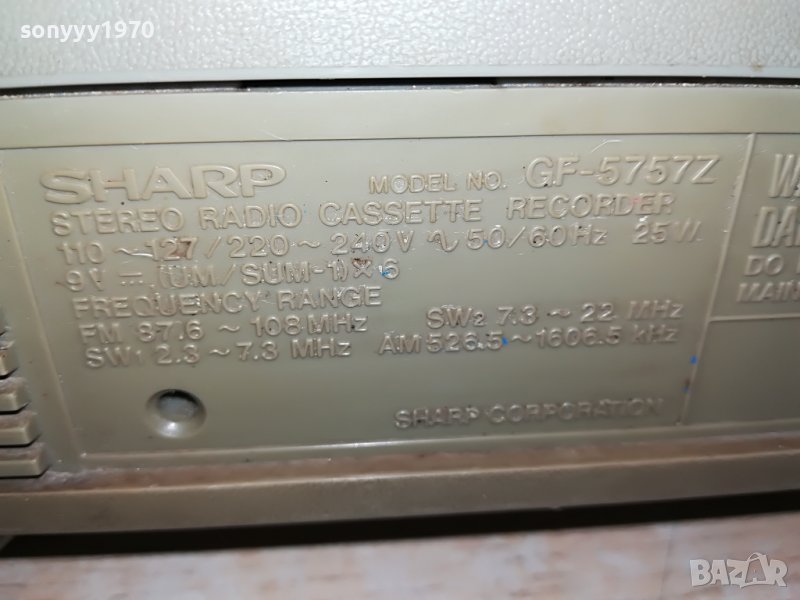 sonyyy1970
SHARP MODEL NO. GF-5757Z
STEREO RADIO CASSETTE RECORDER
110 ~ 127/220 ~ 240V ∿ 50/60Hz 25W
9V ⎓ (UM/SUM-1) × 6
FREQUENCY RANGE
FM 87.6 ~ 108 MHz SW2 7.3 ~ 22 MHz
SW1 2.3 ~ 7.3 MHz AM 526.5 ~ 1606.5 kHz
SHARP CORPORATION
DO
BAZAR